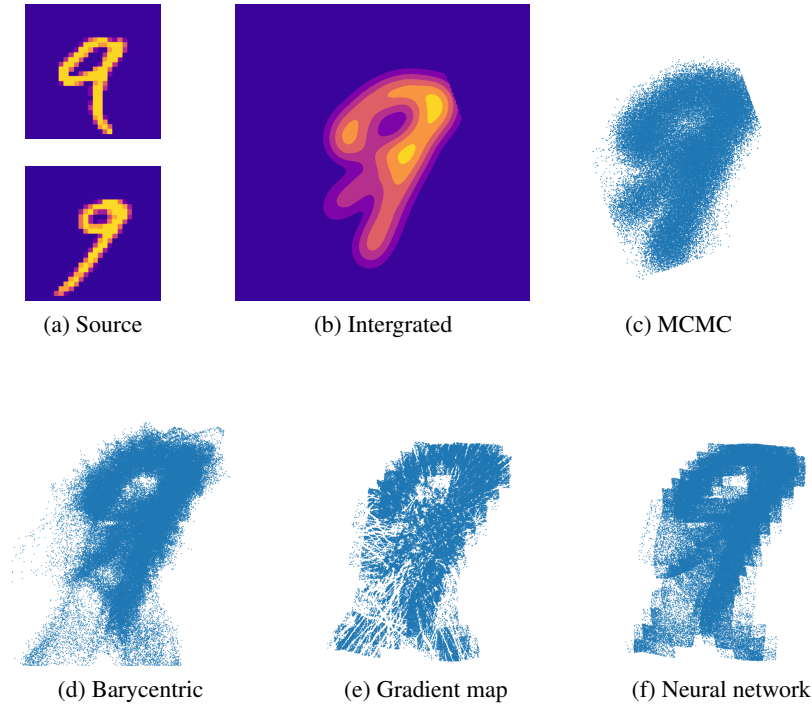 (a) Source
(b) Intergrated
(c) MCMC
(d) Barycentric
(e) Gradient map
(f) Neural network